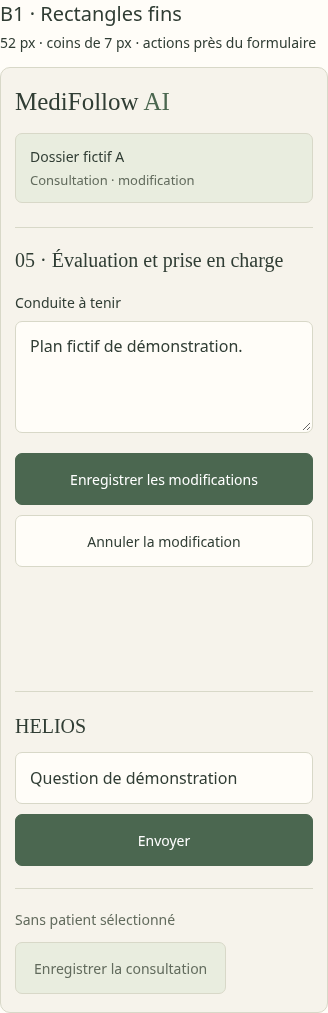 B1 · Rectangles fins
52 px · coins de 7 px · actions près du formulaire
MediFollow AI
Dossier fictif A
Consultation · modification
05 · Évaluation et prise en charge
Conduite à tenir
Plan fictif de démonstration.
Enregistrer les modifications
Annuler la modification
HELIOS
Question de démonstration
Envoyer
Sans patient sélectionné
Enregistrer la consultation